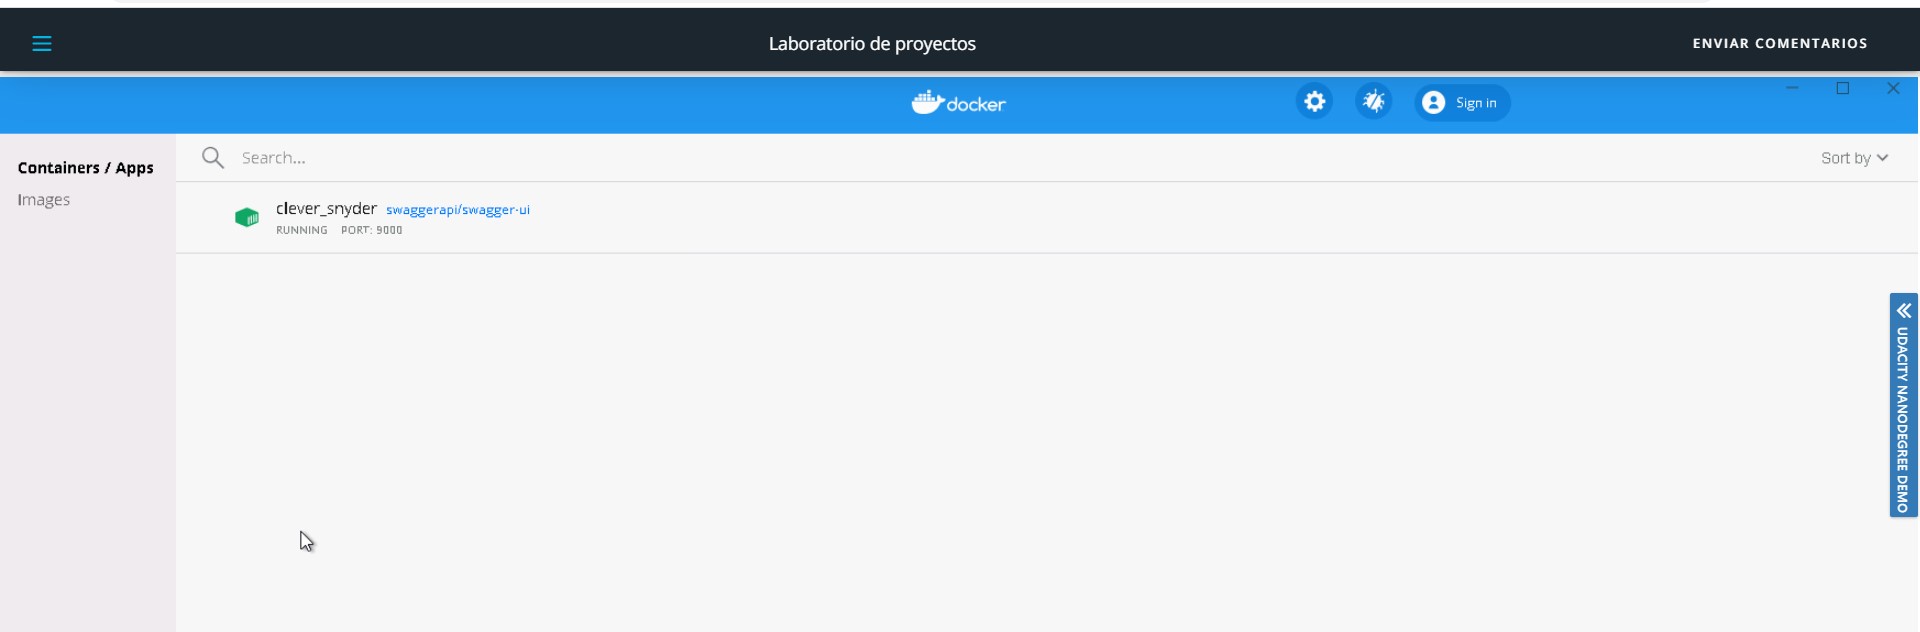 Laboratorio de proyectos
ENVIAR COMENTARIOS
docker
Sign in
Containers / Apps
Images
Search...
Sort by
clever_snyder swaggerapi/swagger-ui
RUNNING PORT: 9000
UDACITY NANODEGREE DEMO